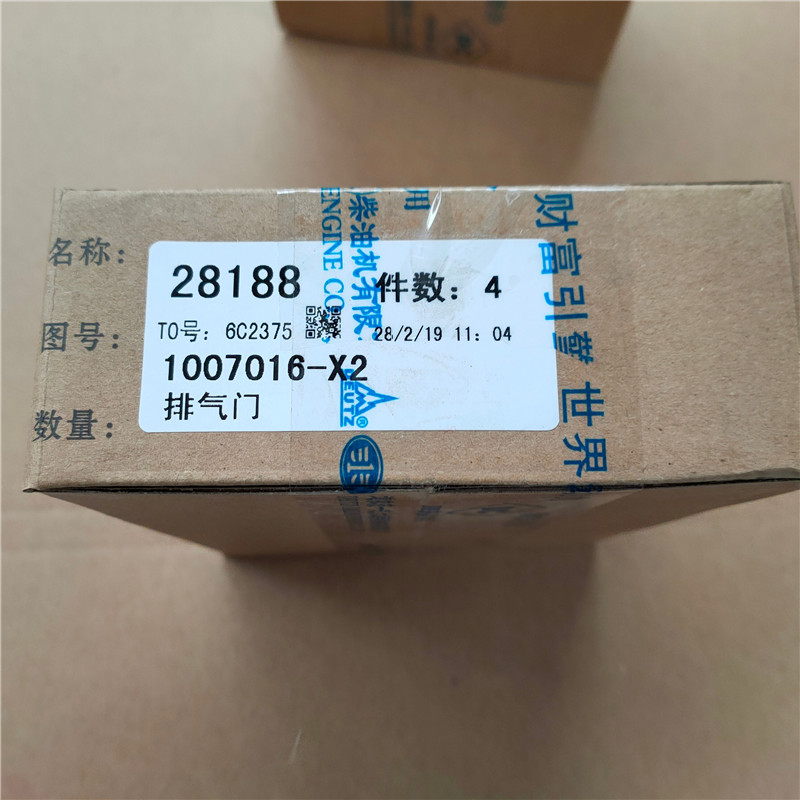 名称：
图号：
数量：
28188 件数：4
TO号：6C2375 28/2/19 11：04
1007016-X2
排气门
柴油机有限
ENGINE CO
DEUTZ
用
财富引擎 世界